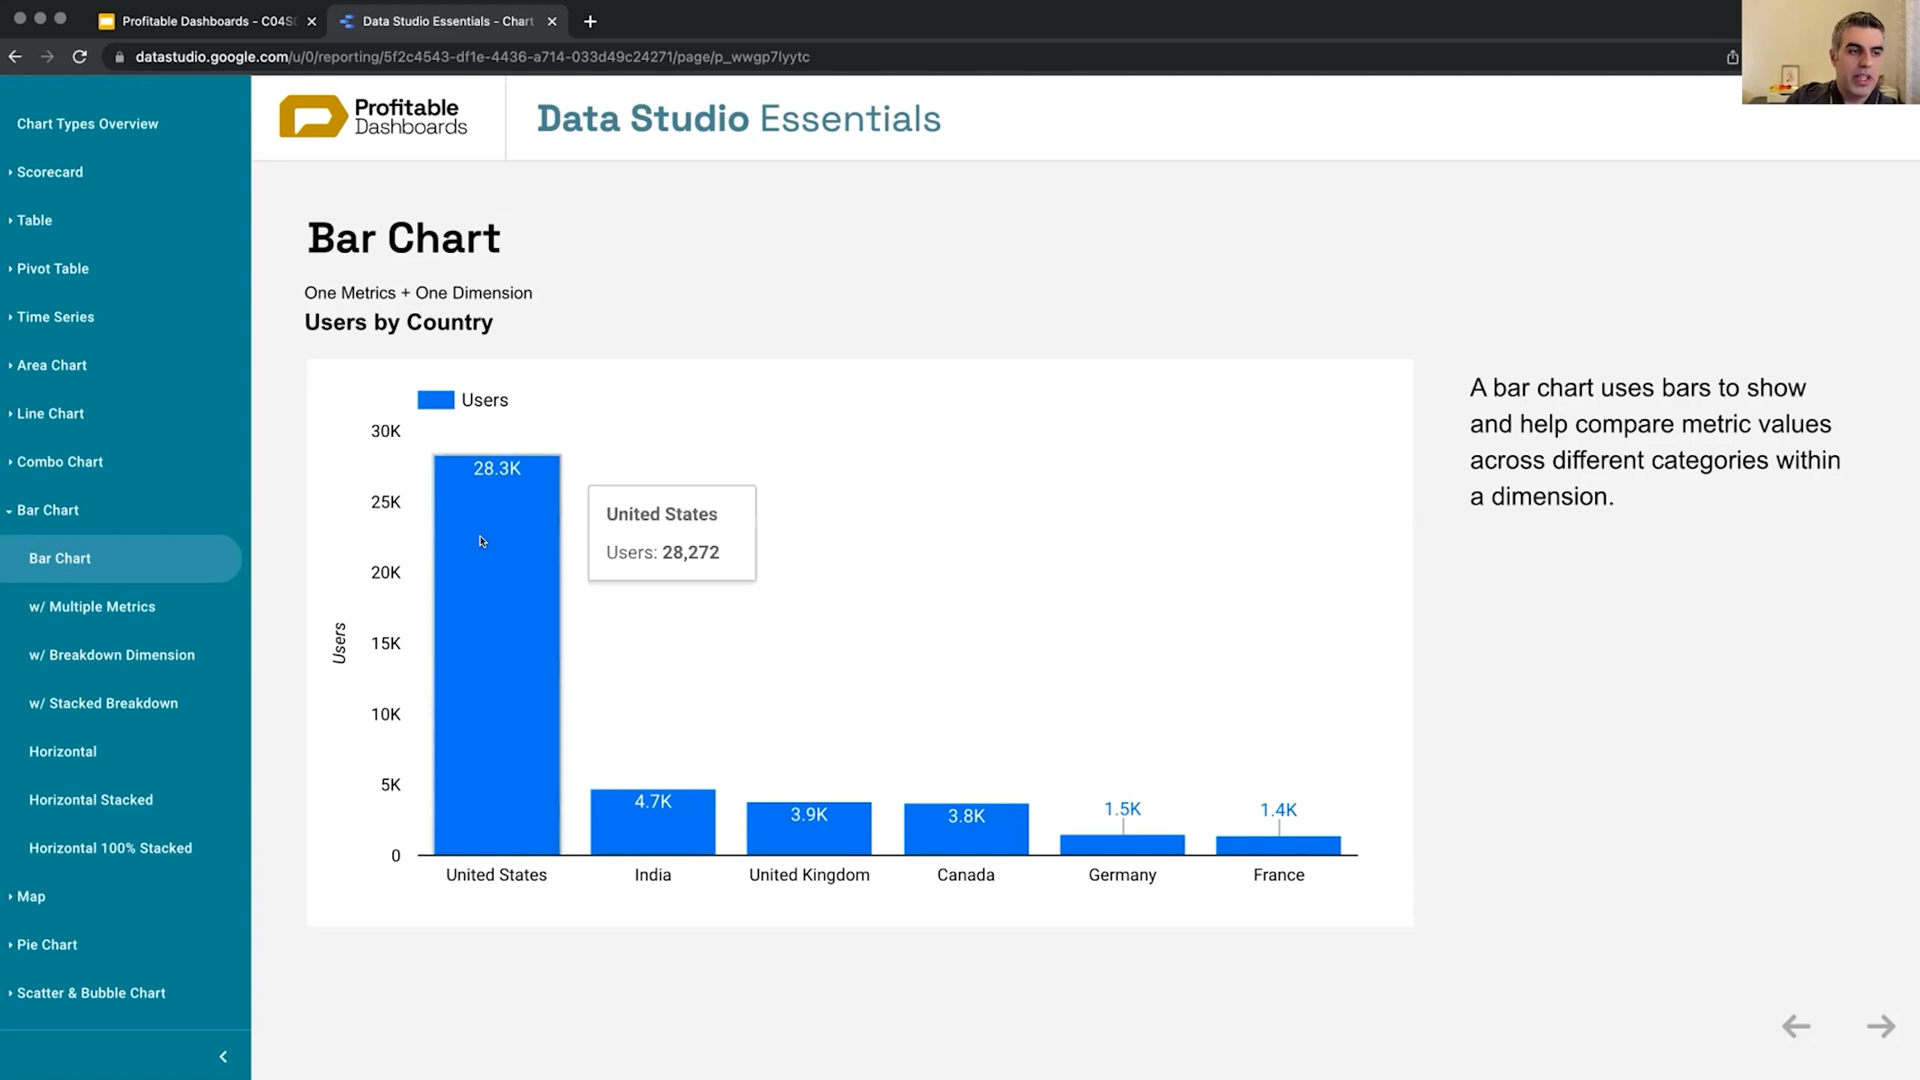 Profitable Dashboards - C04S0
Data Studio Essentials - Chart
datastudio.google.com/u/0/reporting/5f2c4543-df1e-4436-a714-033d49c24271/page/p_wwgp7lyytc
Chart Types Overview
Scorecard
Table
Pivot Table
Time Series
Area Chart
Line Chart
Combo Chart
Bar Chart
Bar Chart
w/ Multiple Metrics
w/ Breakdown Dimension
w/ Stacked Breakdown
Horizontal
Horizontal Stacked
Horizontal 100% Stacked
Map
Pie Chart
Scatter & Bubble Chart
Profitable
Dashboards
Data Studio Essentials
Bar Chart
One Metrics + One Dimension
Users by Country
Users
30K
25K
20K
15K
10K
5K
0
Users
28.3K
4.7K
3.9K
3.8K
1.5K
1.4K
United States
Users: 28,272
United States
India
United Kingdom
Canada
Germany
France
A bar chart uses bars to show
and help compare metric values
across different categories within
a dimension.